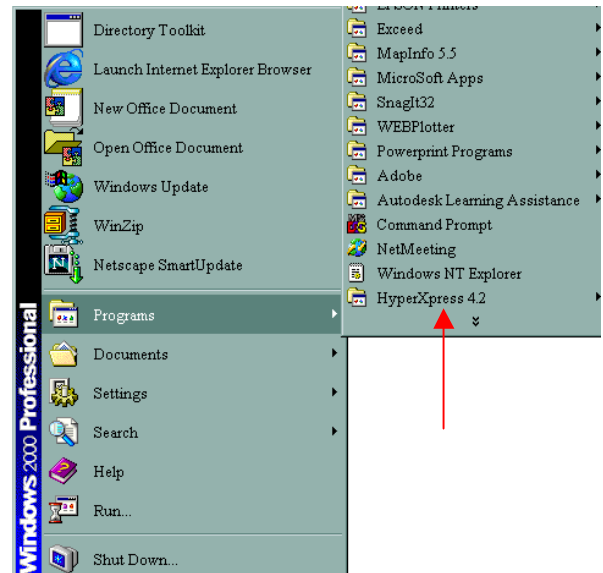 Directory Toolkit
Launch Internet Explorer Browser
New Office Document
Open Office Document
Windows Update
WinZip
Netscape SmartUpdate
Programs
Documents
Settings
Search
Help
Run...
Shut Down...
Windows 2000 Professional
EPSON Printers
Exceed
MapInfo 5.5
MicroSoft Apps
SnagIt32
WEBPlotter
Powerprint Programs
Adobe
Autodesk Learning Assistance
Command Prompt
NetMeeting
Windows NT Explorer
HyperXpress 4.2